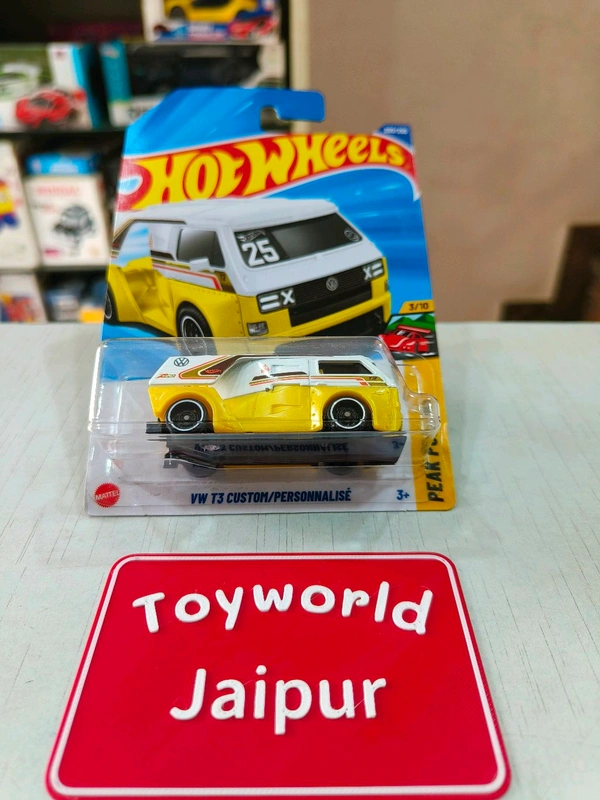 HOT WHEELS
25
3/10
VW T3 CUSTOM/PERSONNALISÉ
3+
MATTEL
PEAK P
Toyworld
Jaipur